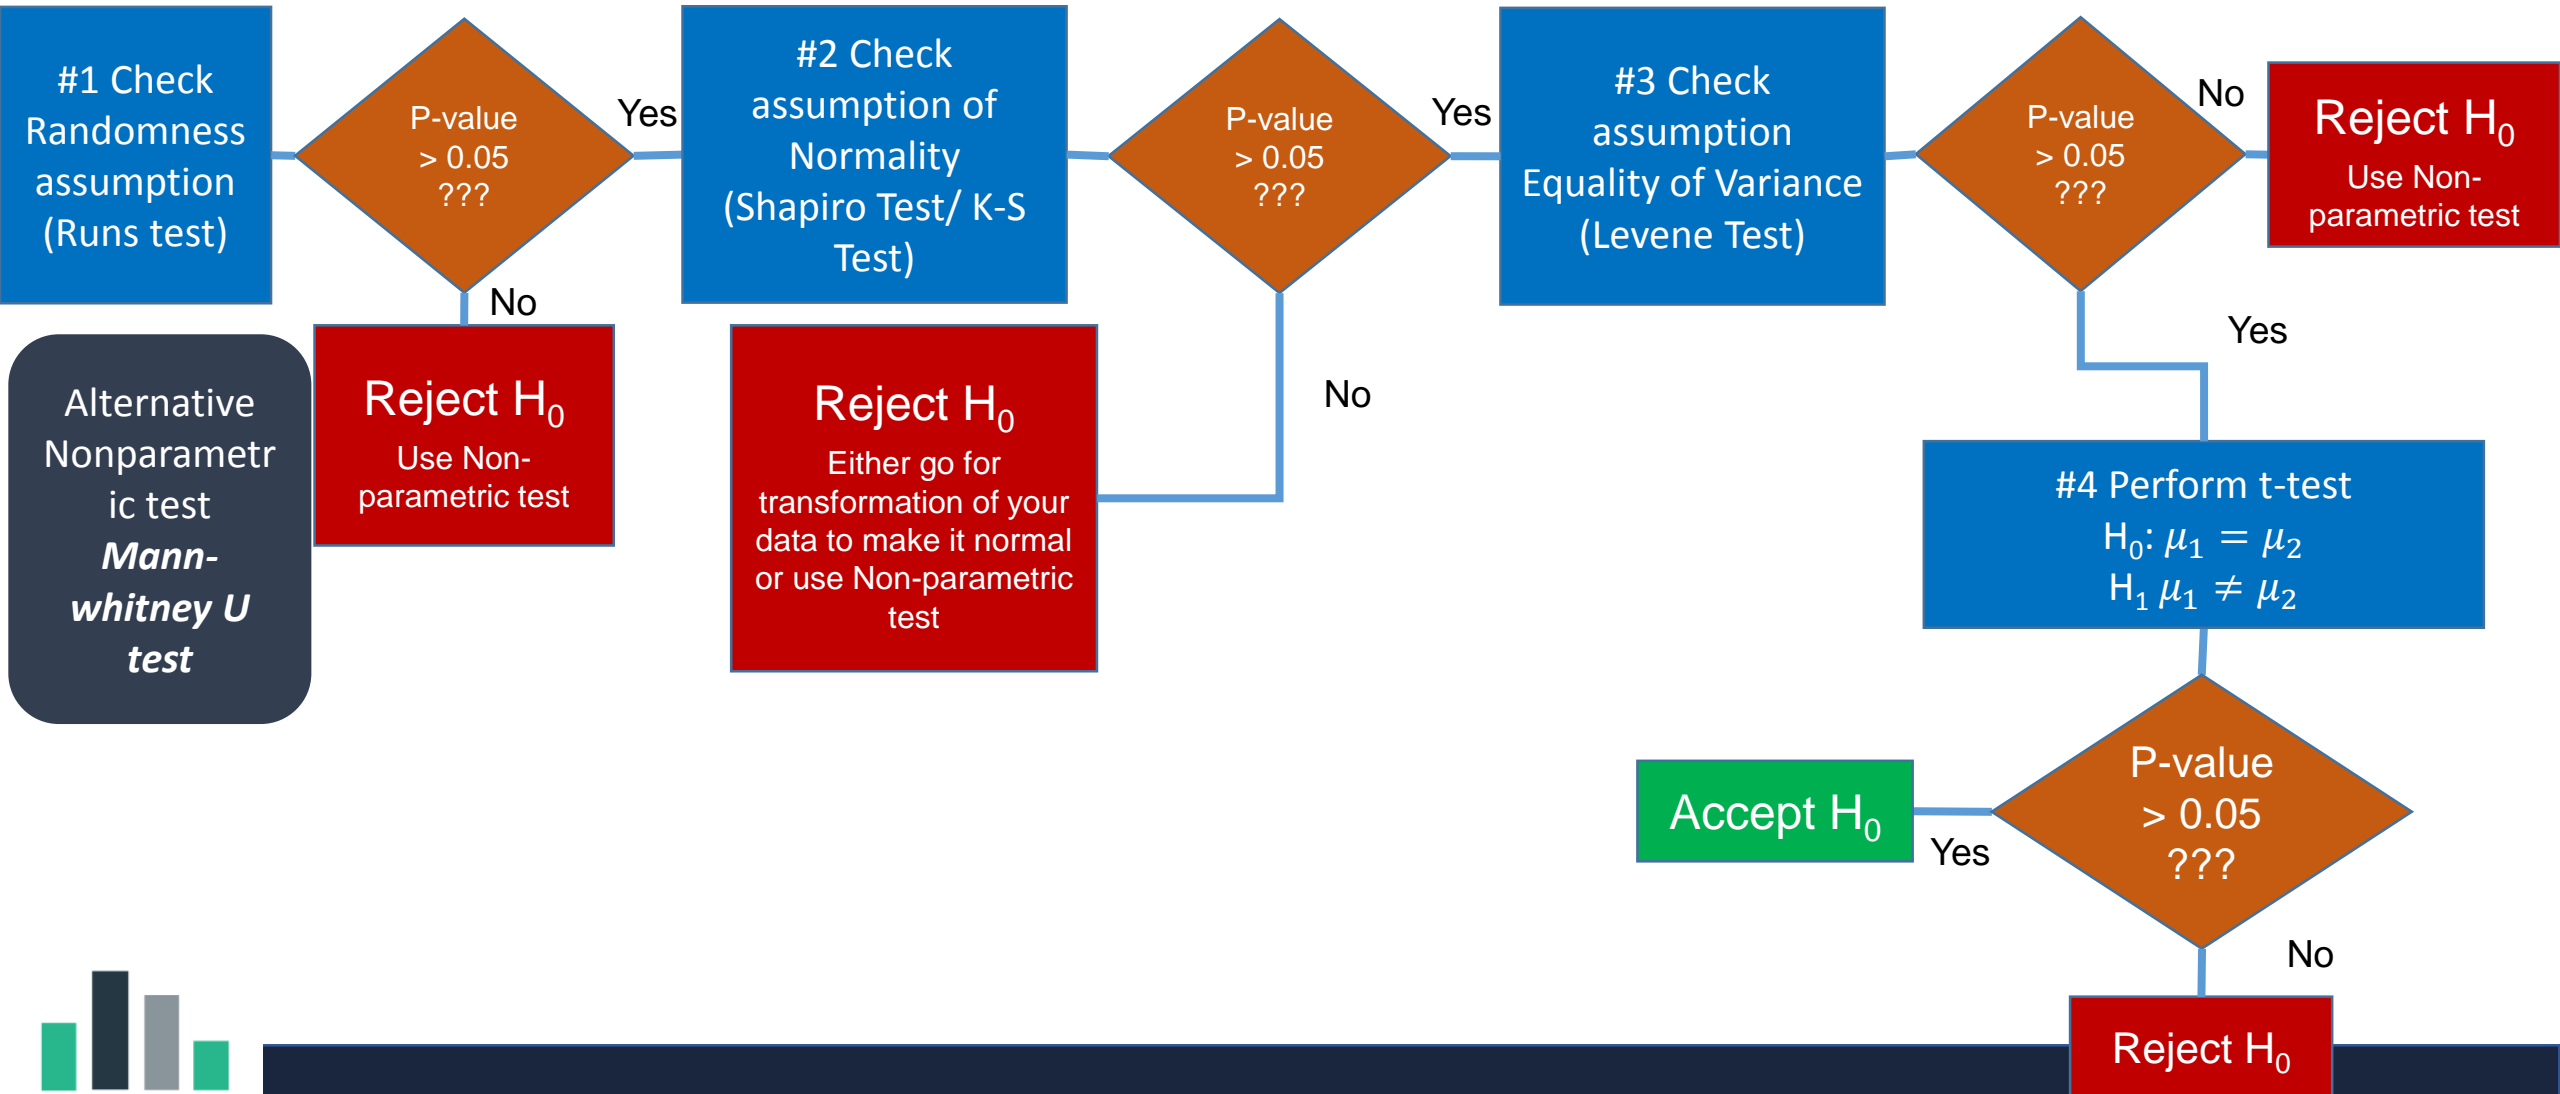 #1 Check
Randomness
assumption
(Runs test)
P-value
> 0.05
???
Yes
No
Reject H₀
Use Non-
parametric test
Alternative
Nonparametr
ic test
Mann-
whitney U
test
#2 Check
assumption of
Normality
(Shapiro Test/ K-S
Test)
P-value
> 0.05
???
Yes
No
Reject H₀
Either go for
transformation of your
data to make it normal
or use Non-parametric
test
#3 Check
assumption
Equality of Variance
(Levene Test)
P-value
> 0.05
???
No
Reject H₀
Use Non-
parametric test
Yes
#4 Perform t-test
H₀: μ₁ = μ₂
H₁ μ₁ ≠ μ₂
P-value
> 0.05
???
Yes
Accept H₀
No
Reject H₀